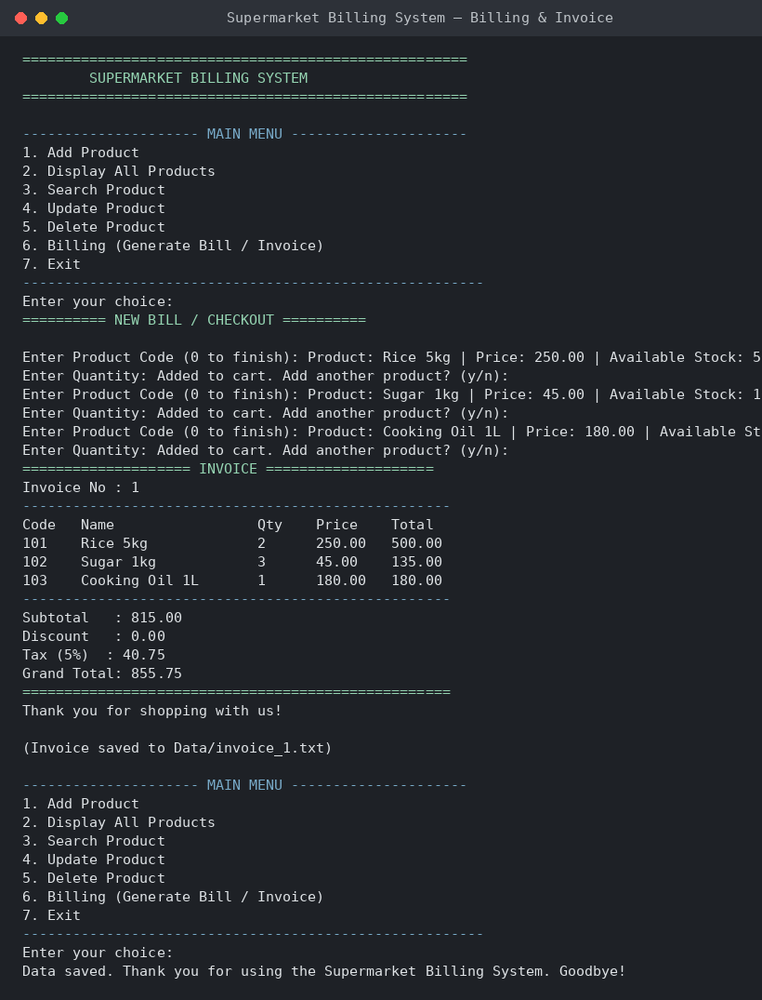 Supermarket Billing System — Billing & Invoice
=====================================================
SUPERMARKET BILLING SYSTEM
=====================================================
--------------------- MAIN MENU ---------------------
1. Add Product
2. Display All Products
3. Search Product
4. Update Product
5. Delete Product
6. Billing (Generate Bill / Invoice)
7. Exit
-------------------------------------------------------
Enter your choice:
========== NEW BILL / CHECKOUT ==========
Enter Product Code (0 to finish): Product: Rice 5kg | Price: 250.00 | Available Stock: 5
Enter Quantity: Added to cart. Add another product? (y/n):
Enter Product Code (0 to finish): Product: Sugar 1kg | Price: 45.00 | Available Stock: 1
Enter Quantity: Added to cart. Add another product? (y/n):
Enter Product Code (0 to finish): Product: Cooking Oil 1L | Price: 180.00 | Available St
Enter Quantity: Added to cart. Add another product? (y/n):
==================== INVOICE ====================
Invoice No : 1
---------------------------------------------------
Code   Name                 Qty    Price    Total
101    Rice 5kg             2      250.00   500.00
102    Sugar 1kg            3      45.00    135.00
103    Cooking Oil 1L       1      180.00   180.00
---------------------------------------------------
Subtotal   : 815.00
Discount   : 0.00
Tax (5%)  : 40.75
Grand Total: 855.75
===================================================
Thank you for shopping with us!
(Invoice saved to Data/invoice_1.txt)
--------------------- MAIN MENU ---------------------
1. Add Product
2. Display All Products
3. Search Product
4. Update Product
5. Delete Product
6. Billing (Generate Bill / Invoice)
7. Exit
-------------------------------------------------------
Enter your choice:
Data saved. Thank you for using the Supermarket Billing System. Goodbye!